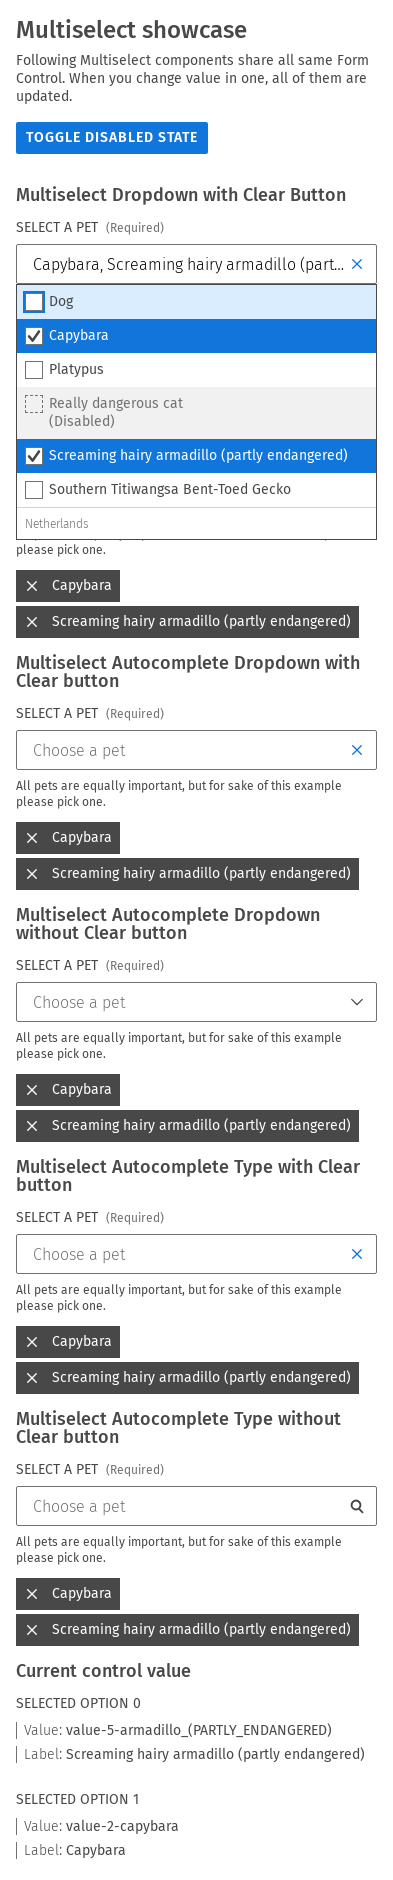 Multiselect showcase
Following Multiselect components share all same Form
Control. When you change value in one, all of them are
updated.
TOGGLE DISABLED STATE
Multiselect Dropdown with Clear Button
SELECT A PET (Required)
Capybara, Screaming hairy armadillo (part...
Dog
Capybara
Platypus
Really dangerous cat
(Disabled)
Screaming hairy armadillo (partly endangered)
Southern Titiwangsa Bent-Toed Gecko
Netherlands
please pick one.
Capybara
Screaming hairy armadillo (partly endangered)
Multiselect Autocomplete Dropdown with
Clear button
SELECT A PET (Required)
Choose a pet
All pets are equally important, but for sake of this example
please pick one.
Capybara
Screaming hairy armadillo (partly endangered)
Multiselect Autocomplete Dropdown
without Clear button
SELECT A PET (Required)
Choose a pet
All pets are equally important, but for sake of this example
please pick one.
Capybara
Screaming hairy armadillo (partly endangered)
Multiselect Autocomplete Type with Clear
button
SELECT A PET (Required)
Choose a pet
All pets are equally important, but for sake of this example
please pick one.
Capybara
Screaming hairy armadillo (partly endangered)
Multiselect Autocomplete Type without
Clear button
SELECT A PET (Required)
Choose a pet
All pets are equally important, but for sake of this example
please pick one.
Capybara
Screaming hairy armadillo (partly endangered)
Current control value
SELECTED OPTION 0
Value: value-5-armadillo_(PARTLY_ENDANGERED)
Label: Screaming hairy armadillo (partly endangered)
SELECTED OPTION 1
Value: value-2-capybara
Label: Capybara